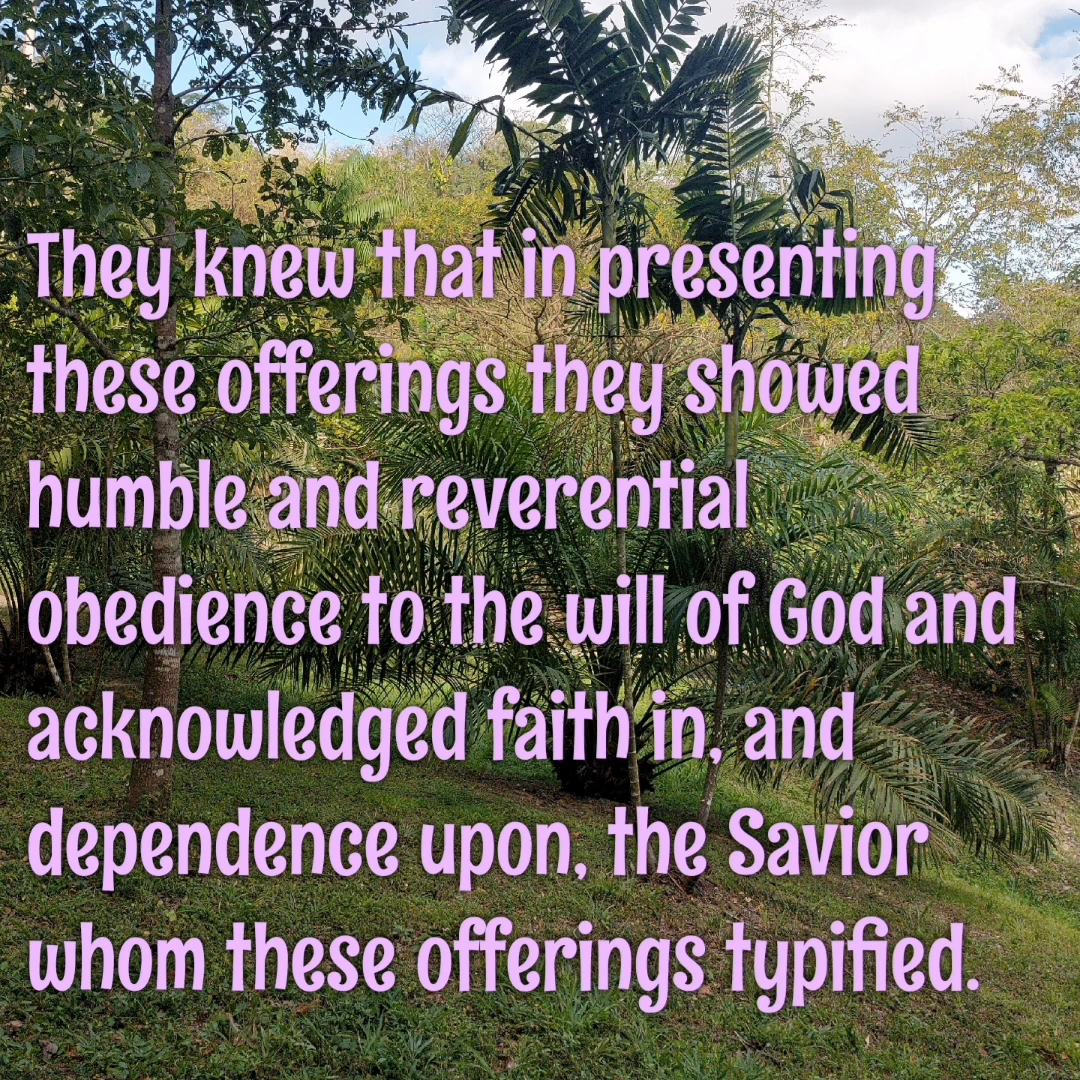 They knew that in presenting
these offerings they showed
humble and reverential
obedience to the will of God and
acknowledged faith in, and
dependence upon, the Savior
whom these offerings typified.